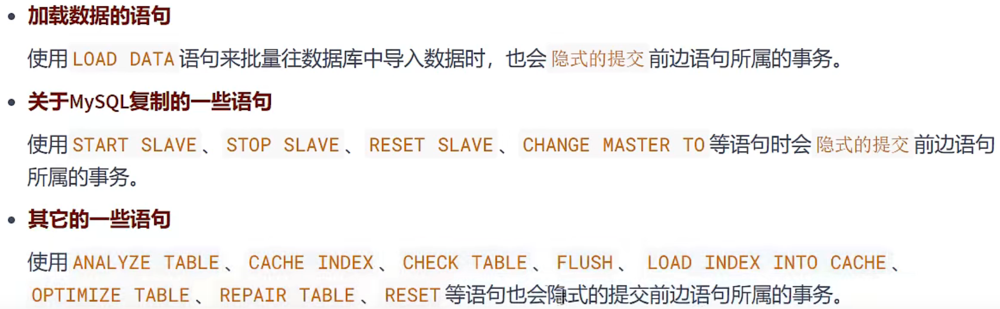 加载数据的语句
使用 LOAD DATA 语句来批量往数据库中导入数据时，也会 隐式的提交 前边语句所属的事务。
关于MySQL复制的一些语句
使用 START SLAVE 、 STOP SLAVE 、 RESET SLAVE 、 CHANGE MASTER TO 等语句时会 隐式的提交 前边语句
所属的事务。
其它的一些语句
使用 ANALYZE TABLE 、 CACHE INDEX 、 CHECK TABLE 、 FLUSH 、 LOAD INDEX INTO CACHE 、
OPTIMIZE TABLE 、 REPAIR TABLE 、 RESET 等语句也会隐式的提交前边语句所属的事务。